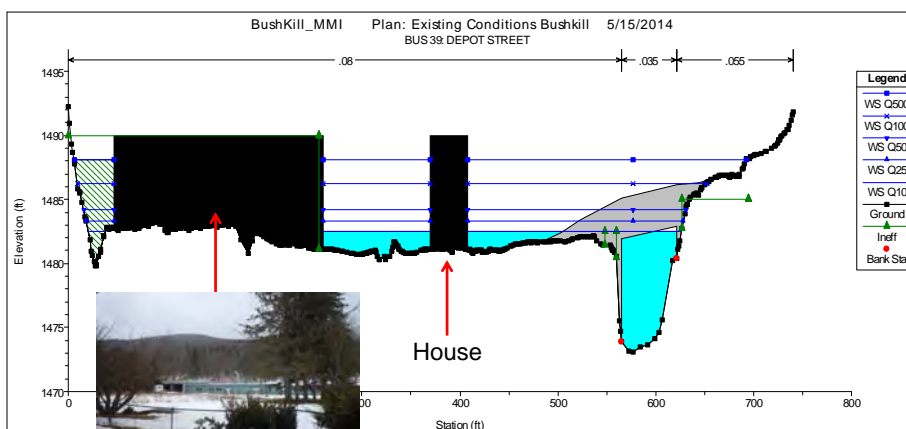 BushKill_MMI Plan: Existing Conditions Bushkill 5/15/2014
BUS 39: DEPOT STREET
.08 .035 .055
1495
1490
1485
1480
1475
1470
Elevation (ft)
0 300 400 500 600 700 800
Station (ft)
House
Legend
WS Q500
WS Q100
WS Q50
WS Q25
WS Q10
Ground
Ineff
Bank Sta